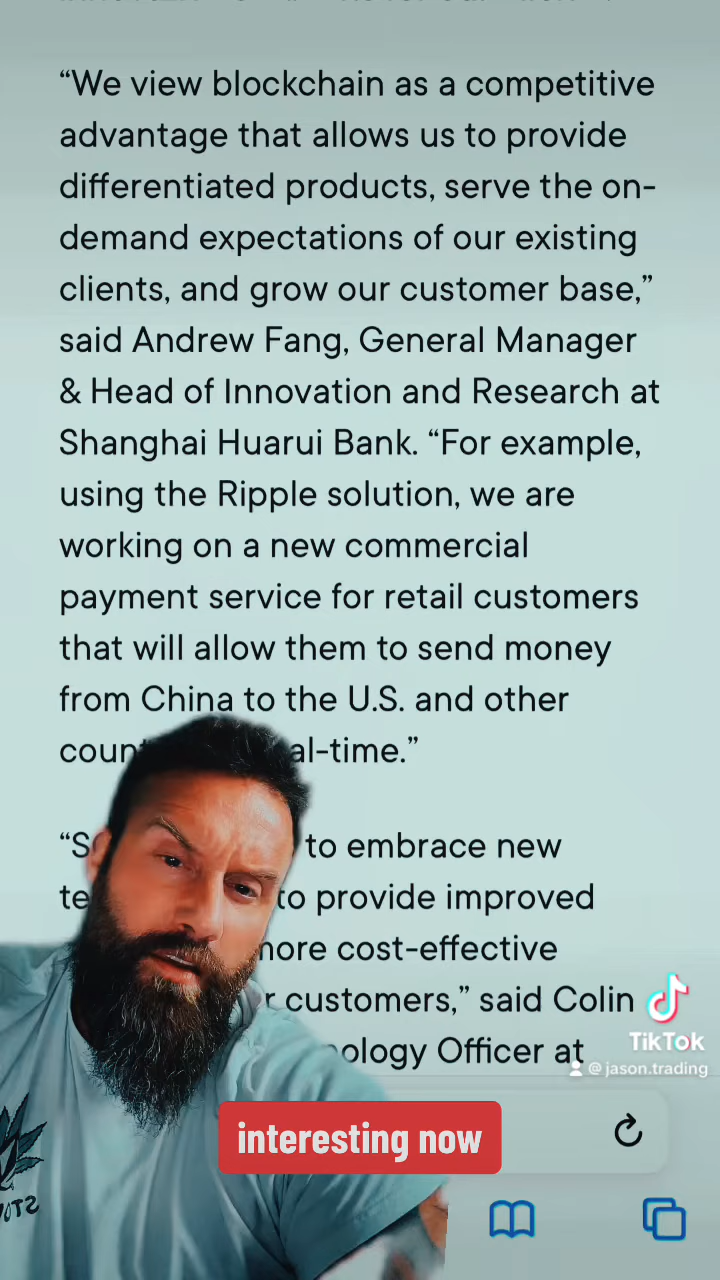 “We view blockchain as a competitive
advantage that allows us to provide
differentiated products, serve the on-
demand expectations of our existing
clients, and grow our customer base,”
said Andrew Fang, General Manager
& Head of Innovation and Research at
Shanghai Huarui Bank. “For example,
using the Ripple solution, we are
working on a new commercial
payment service for retail customers
that will allow them to send money
from China to the U.S. and other
al-time.”
to embrace new
to provide improved
more cost-effective
customers,” said Colin
TikTok
Officer at
@jason.trading
interesting now